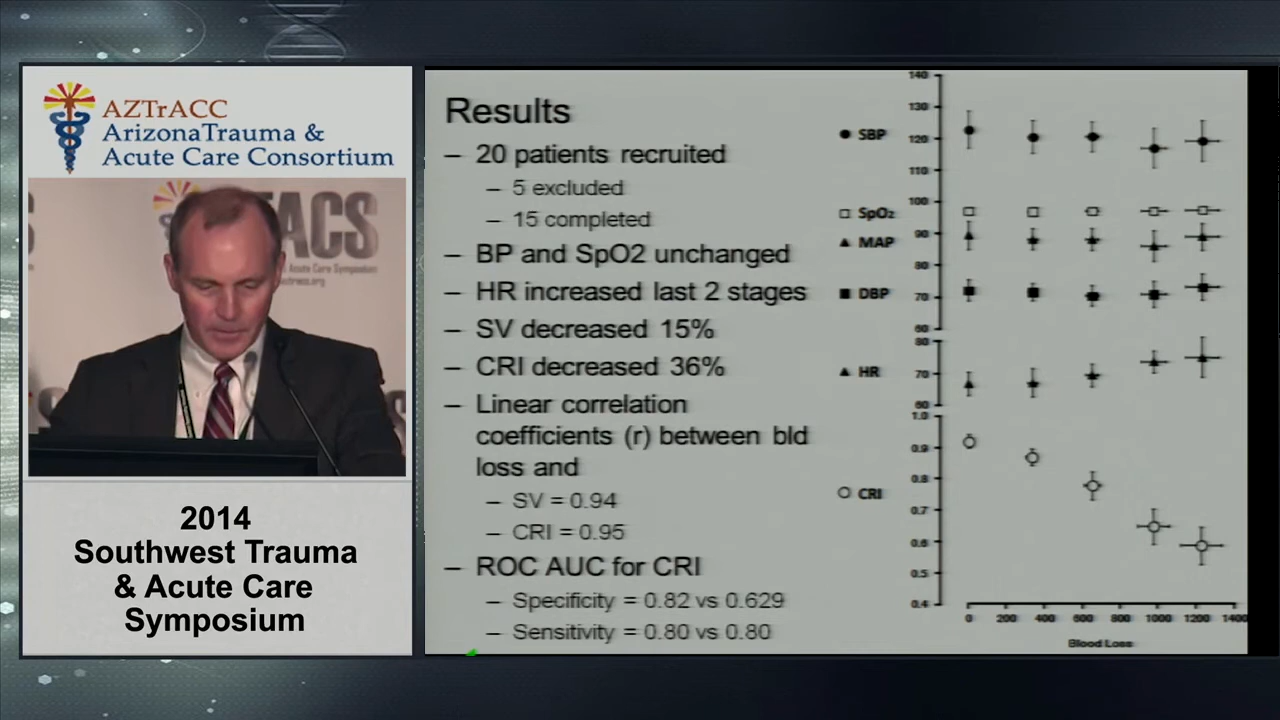 AZTrACC
ArizonaTrauma &
Acute Care Consortium
TACS
& Acute Care Symposium
2014
Southwest Trauma
& Acute Care
Symposium
Results
– 20 patients recruited
– 5 excluded
– 15 completed
– BP and SpO2 unchanged
– HR increased last 2 stages
– SV decreased 15%
– CRI decreased 36%
– Linear correlation
coefficients (r) between bld
loss and
– SV = 0.94
– CRI = 0.95
– ROC AUC for CRI
– Specificity = 0.82 vs 0.629
– Sensitivity = 0.80 vs 0.80
SBP
SpO₂
MAP
DBP
HR
CRI
140
130
120
110
100
90
80
70
60
80
70
60
1.0
0.9
0.8
0.7
0.6
0.5
0.4
0 200 400 600 800 1000 1200 1400
Blood Loss